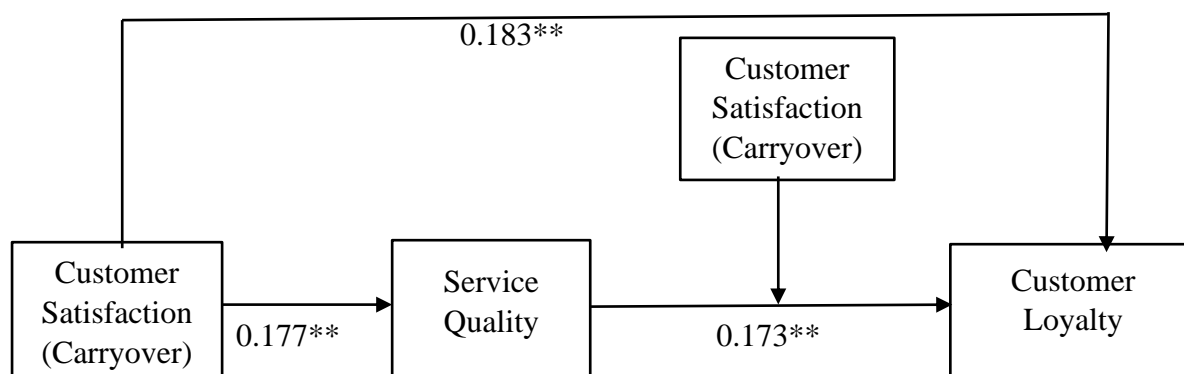 0.183**
Customer
Satisfaction
(Carryover)
Customer
Satisfaction
(Carryover)
0.177**
Service
Quality
0.173**
Customer
Loyalty